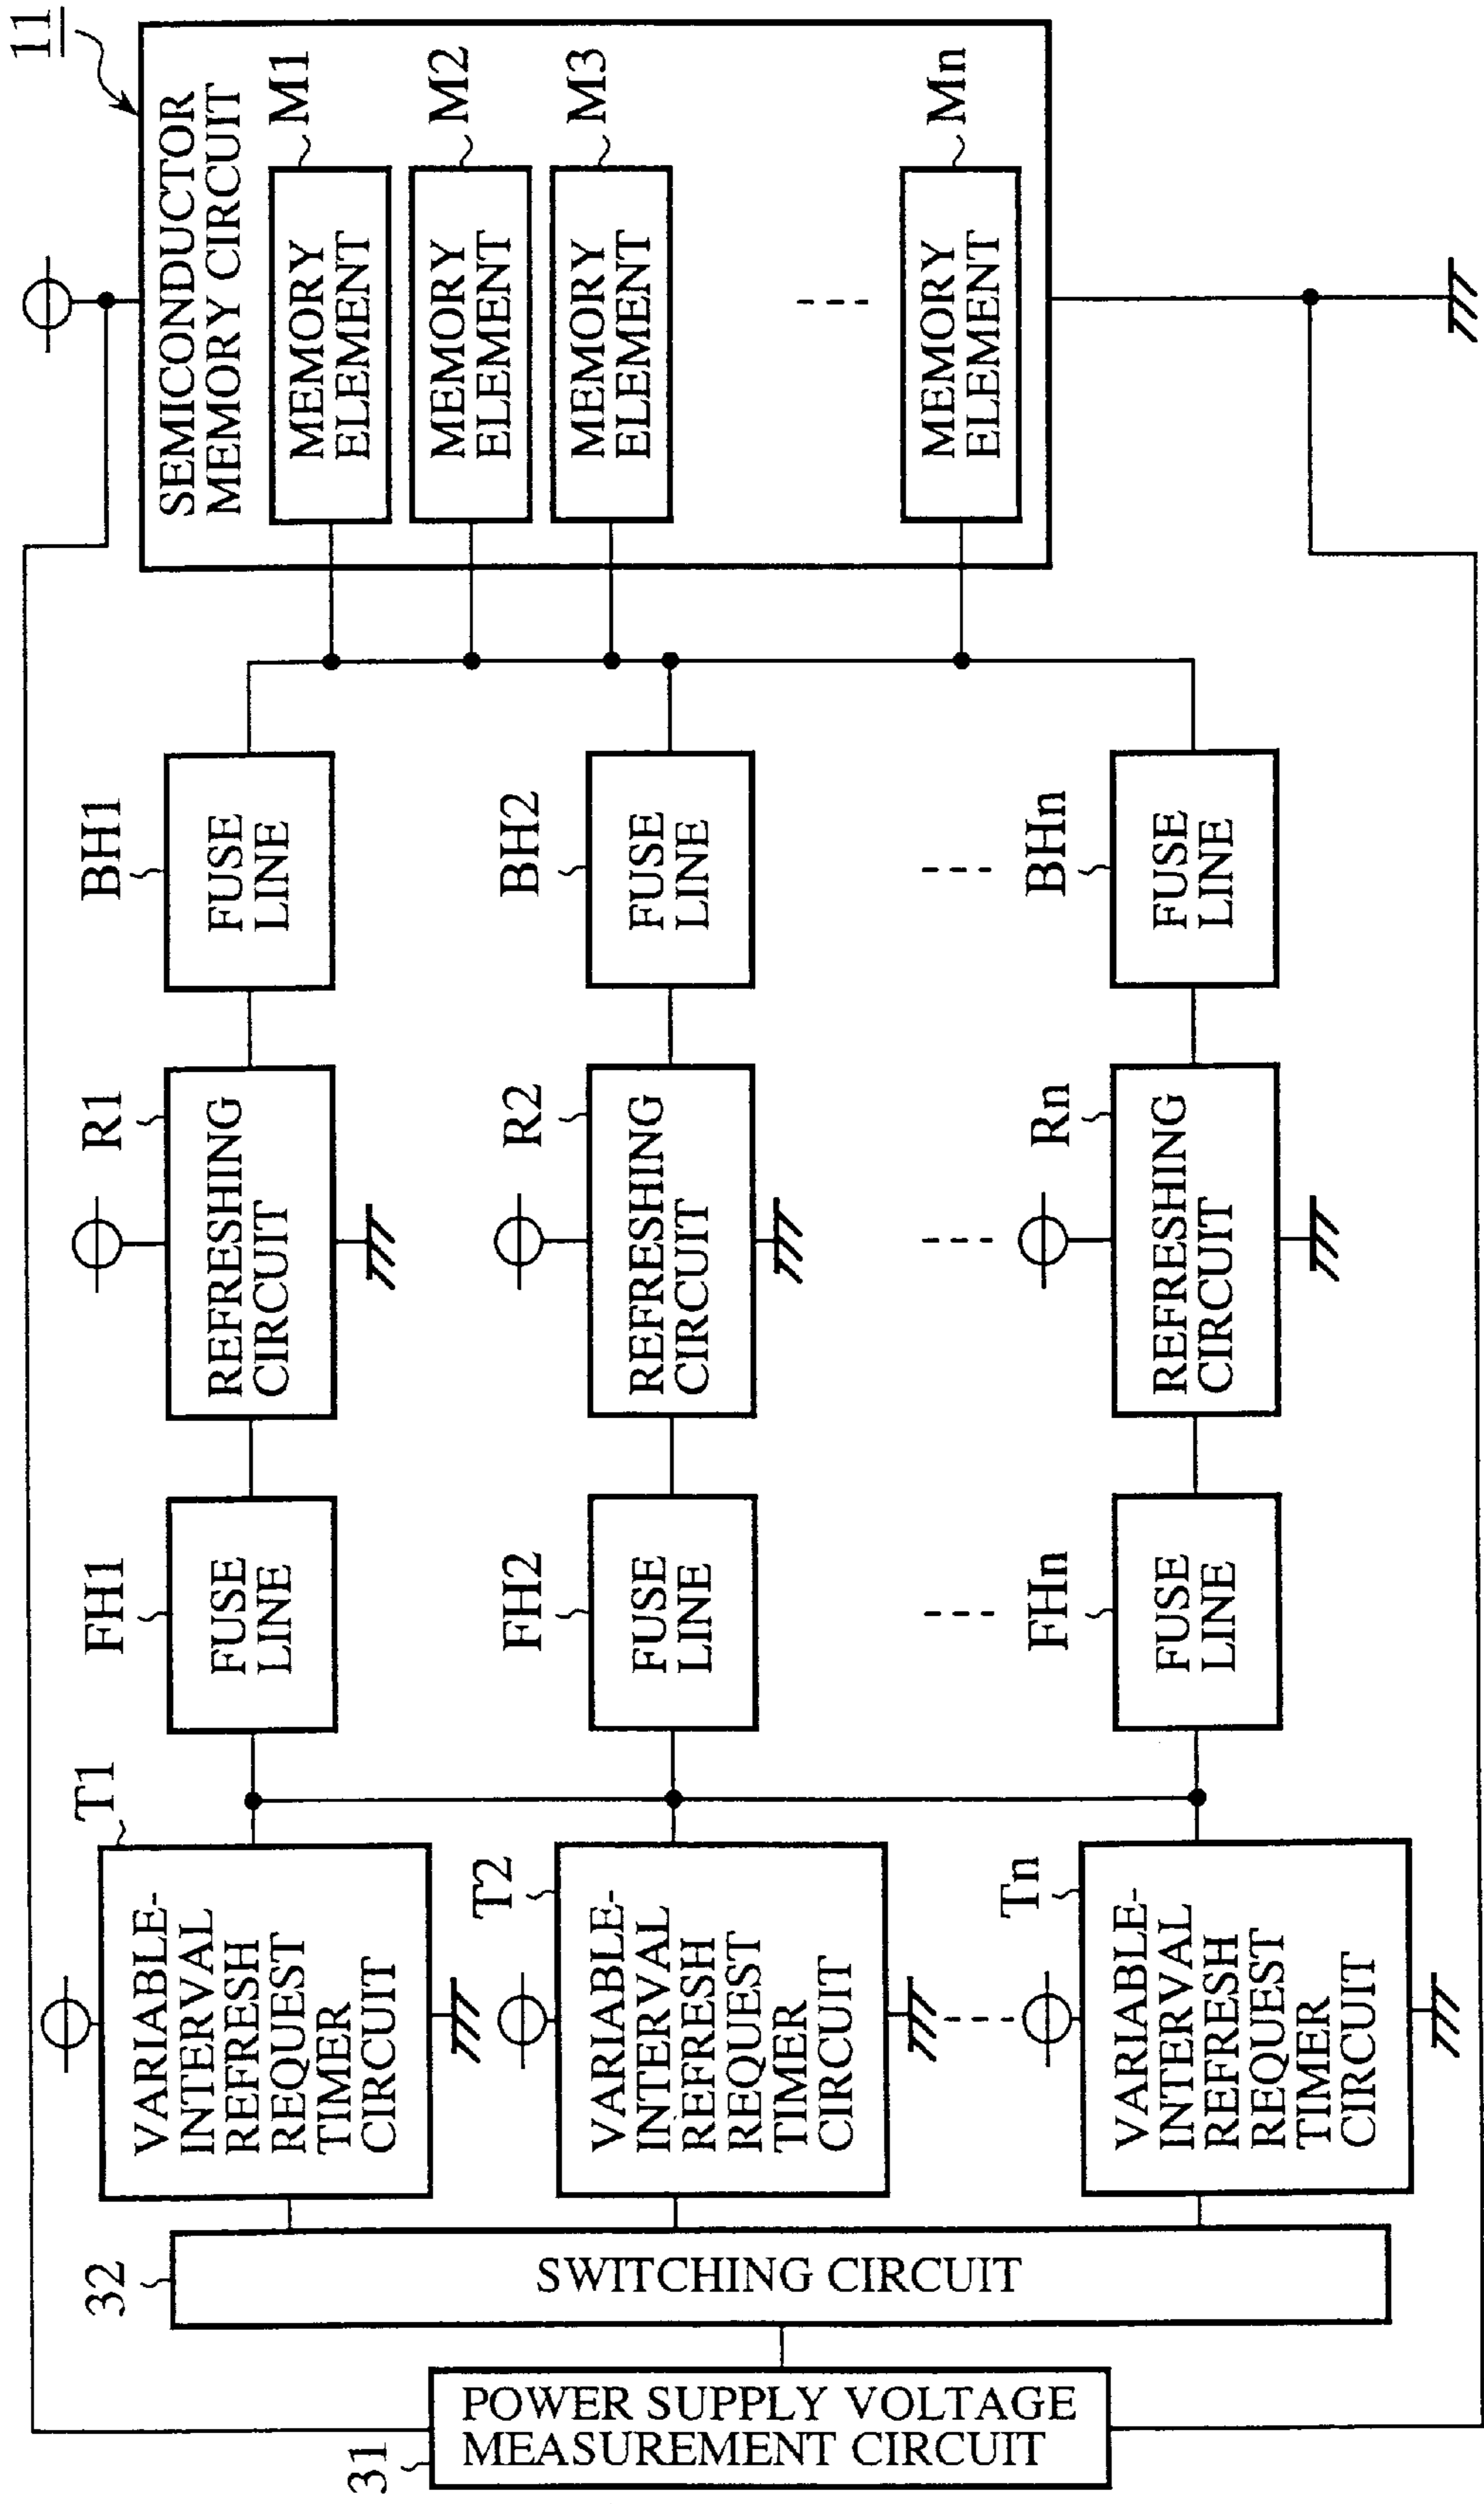 11
SEMICONDUCTOR
MEMORY CIRCUIT
M1
MEMORY
ELEMENT
M2
MEMORY
ELEMENT
M3
MEMORY
ELEMENT
Mn
MEMORY
ELEMENT
BH1
FUSE
LINE
BH2
FUSE
LINE
BHn
FUSE
LINE
R1
REFRESHING
CIRCUIT
R2
REFRESHING
CIRCUIT
Rn
REFRESHING
CIRCUIT
FH1
FUSE
LINE
FH2
FUSE
LINE
FHn
FUSE
LINE
T1
VARIABLE-
INTERVAL
REFRESH
REQUEST
TIMER
CIRCUIT
T2
VARIABLE-
INTERVAL
REFRESH
REQUEST
TIMER
CIRCUIT
Tn
VARIABLE-
INTERVAL
REFRESH
REQUEST
TIMER
CIRCUIT
32
SWITCHING CIRCUIT
31
POWER SUPPLY VOLTAGE
MEASUREMENT CIRCUIT